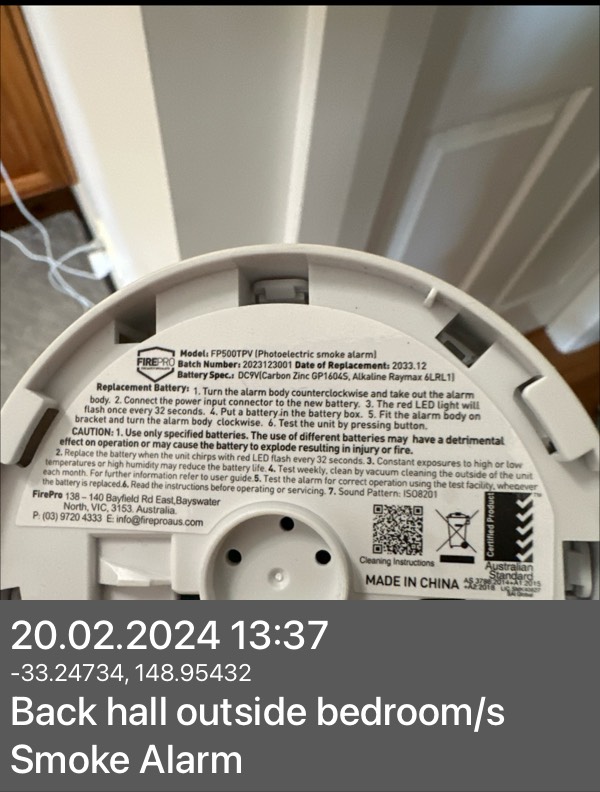 FIREPRO
Model: FP500TPV (Photoelectric smoke alarm)
Batch Number: 2023123001 Date of Replacement: 2033.12
Battery Spec.: DC9V(Carbon Zinc GP1604S, Alkaline Raymax 6LRL1)
Replacement Battery: 1. Turn the alarm body counterclockwise and take out the alarm
body. 2. Connect the power input connector to the new battery. 3. The red LED light will
flash once every 32 seconds. 4. Put a battery.in the battery box. 5. Fit the alarm body on
bracket and turn the alarm body clockwise. 6. Test the unit by pressing button.
CAUTION: 1. Use only specified batteries. The use of different batteries may have a detrimental
effect on operation or may cause the battery to explode resulting in injury or fire.
2. Replace the battery when the unit chirps with red LED flash every 32 seconds. 3. Constant exposures to high or low
temperatures or high humidity may reduce the battery life. 4. Test weekly, clean by vacuum cleaning the outside of the unit
each month. For further information refer to user guide.5. Test the alarm for correct operation using the test facility, whenever
the battery is replaced.6. Read the instructions before operating or servicing. 7. Sound Pattern: ISO8201
FirePro 138 – 140 Bayfield Rd East,Bayswater
North, VIC, 3153. Australia.
P: (03) 9720 4333 E: info@fireproaus.com
Cleaning Instructions
Certified Product
TM
Australian
Standard
MADE IN CHINA
AS 3786:2014+A1:2015
+A2:2018
SAI Global
20.02.2024 13:37
-33.24734, 148.95432
Back hall outside bedroom/s
Smoke Alarm